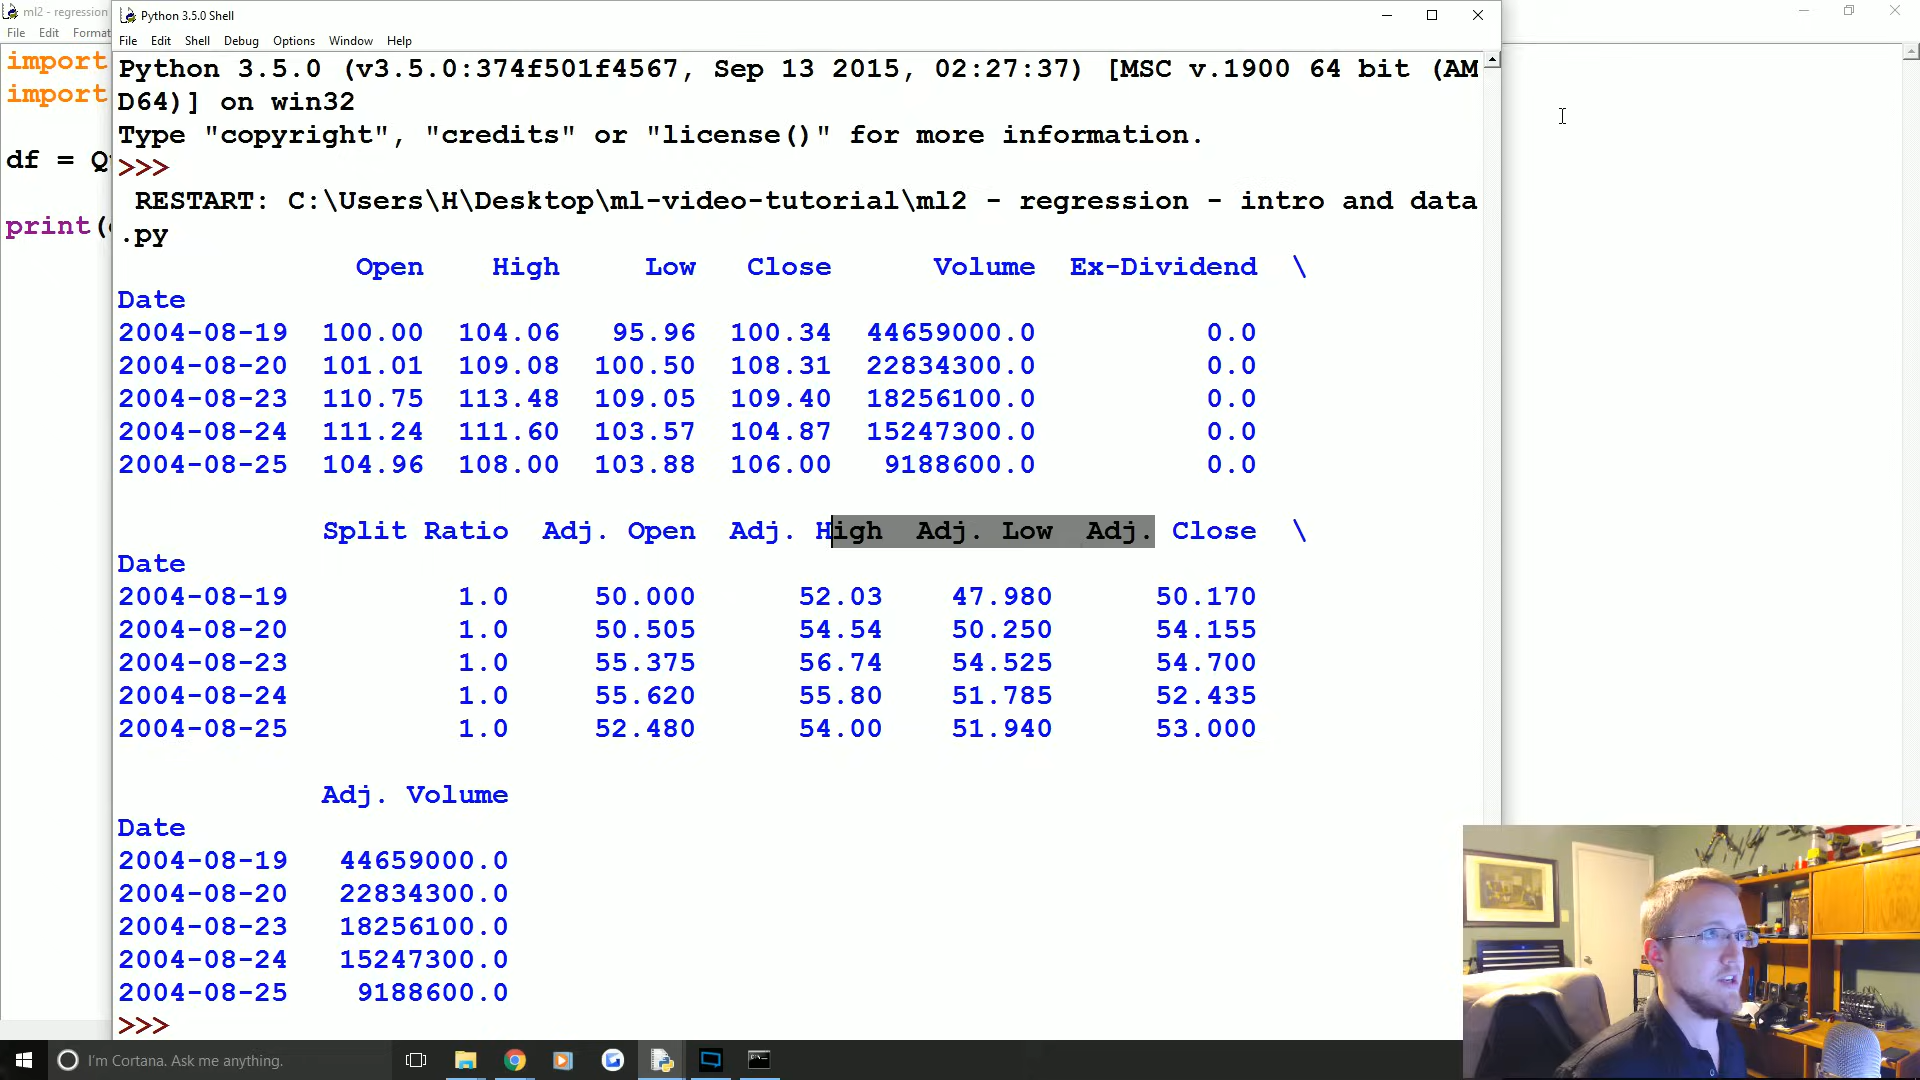 ml2 - regression
File Edit Format
import
import
df = Q
print(
Python 3.5.0 Shell
File Edit Shell Debug Options Window Help
Python 3.5.0 (v3.5.0:374f501f4567, Sep 13 2015, 02:27:37) [MSC v.1900 64 bit (AM
D64)] on win32
Type "copyright", "credits" or "license()" for more information.
>>>
RESTART: C:\Users\H\Desktop\ml-video-tutorial\ml2 - regression - intro and data
.py
Open High Low Close Volume Ex-Dividend \
Date
2004-08-19 100.00 104.06 95.96 100.34 44659000.0 0.0
2004-08-20 101.01 109.08 100.50 108.31 22834300.0 0.0
2004-08-23 110.75 113.48 109.05 109.40 18256100.0 0.0
2004-08-24 111.24 111.60 103.57 104.87 15247300.0 0.0
2004-08-25 104.96 108.00 103.88 106.00 9188600.0 0.0
Split Ratio Adj. Open Adj. High Adj. Low Adj. Close \
Date
2004-08-19 1.0 50.000 52.03 47.980 50.170
2004-08-20 1.0 50.505 54.54 50.250 54.155
2004-08-23 1.0 55.375 56.74 54.525 54.700
2004-08-24 1.0 55.620 55.80 51.785 52.435
2004-08-25 1.0 52.480 54.00 51.940 53.000
Adj. Volume
Date
2004-08-19 44659000.0
2004-08-20 22834300.0
2004-08-23 18256100.0
2004-08-24 15247300.0
2004-08-25 9188600.0
>>>
I'm Cortana. Ask me anything.